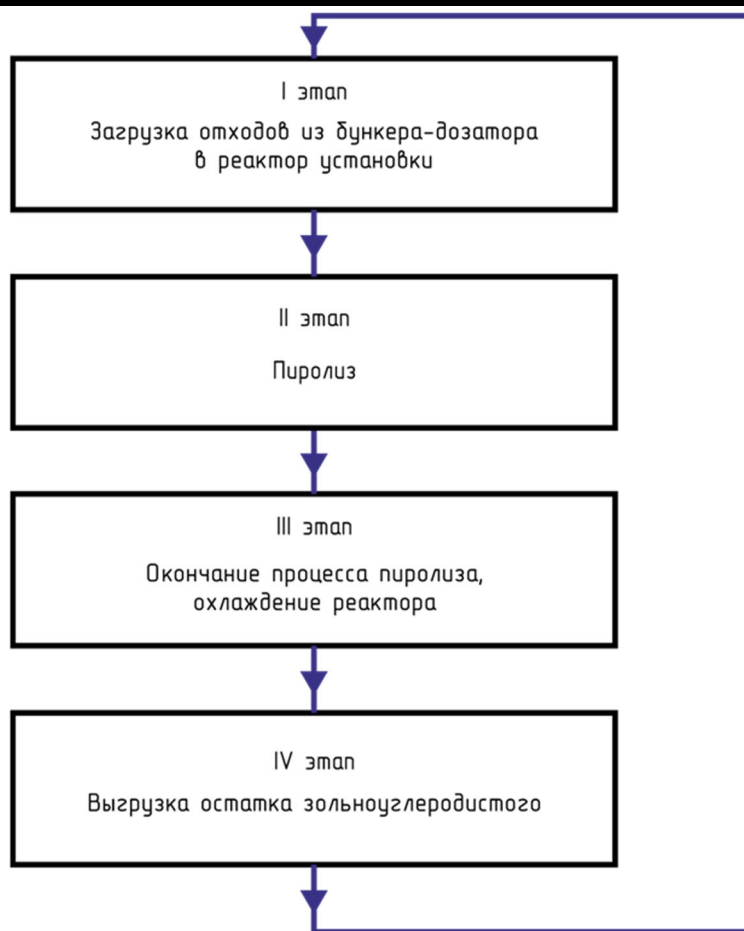 I этап
Загрузка отходов из бункера-дозатора
в реактор установки
II этап
Пиролиз
III этап
Окончание процесса пиролиза,
охлаждение реактора
IV этап
Выгрузка остатка зольноуглеродистого